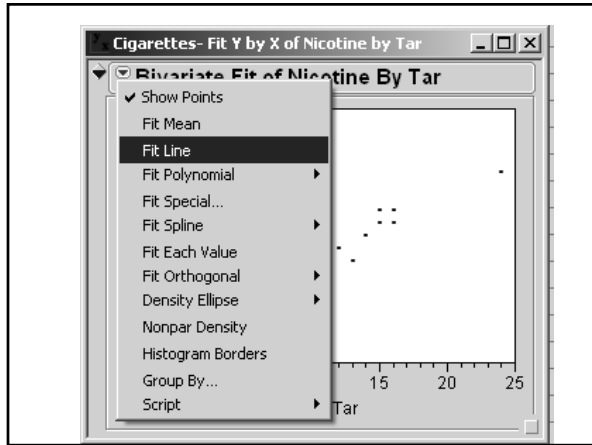 Cigarettes- Fit Y by X of Nicotine by Tar
Bivariate Fit of Nicotine By Tar
Show Points
Fit Mean
Fit Line
Fit Polynomial
Fit Special...
Fit Spline
Fit Each Value
Fit Orthogonal
Density Ellipse
Nonpar Density
Histogram Borders
Group By...
Script
15 20 25
Tar